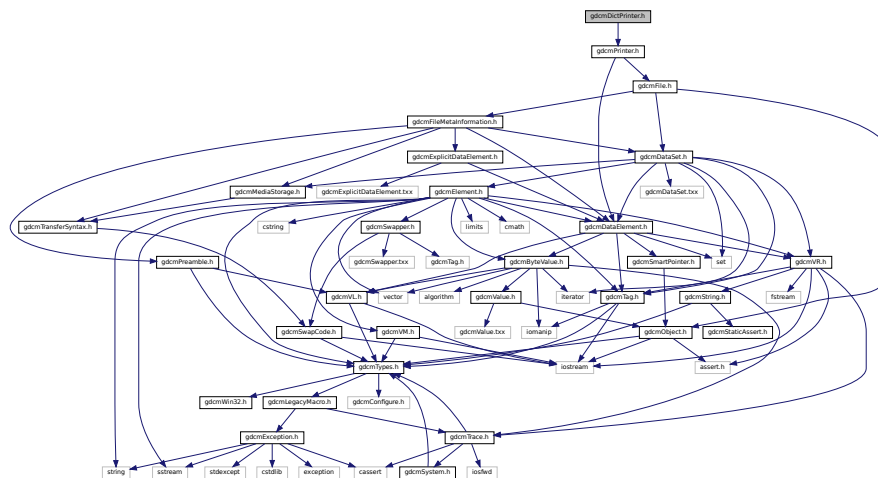 gdcmDictPrinter.h
gdcmPrinter.h
gdcmFile.h
gdcmFileMetaInformation.h
gdcmExplicitDataElement.h
gdcmDataSet.h
gdcmMediaStorage.h
gdcmExplicitDataElement.txx
gdcmElement.h
gdcmDataSet.txx
gdcmTransferSyntax.h
cstring
gdcmSwapper.h
limits
cmath
gdcmDataElement.h
gdcmPreamble.h
gdcmSwapper.txx
gdcmTag.h
gdcmByteValue.h
gdcmSmartPointer.h
set
gdcmVR.h
gdcmVL.h
vector
algorithm
gdcmValue.h
iterator
gdcmTag.h
gdcmString.h
fstream
gdcmSwapCode.h
gdcmVM.h
gdcmValue.txx
iomanip
gdcmObject.h
gdcmStaticAssert.h
gdcmTypes.h
iostream
assert.h
gdcmWin32.h
gdcmLegacyMacro.h
gdcmConfigure.h
gdcmException.h
gdcmTrace.h
string
sstream
stdexcept
cstdlib
exception
cassert
gdcmSystem.h
iosfwd